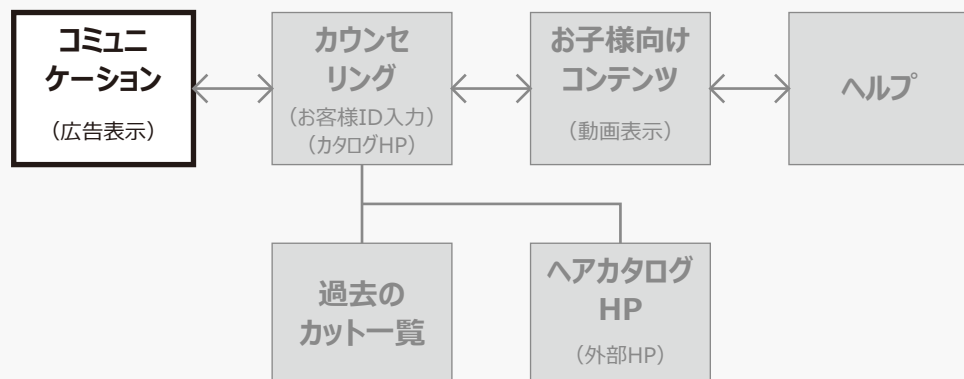 コミュニ
ケーション
（広告表示）
カウンセ
リング
（お客様ID入力）
（カタログHP）
お子様向け
コンテンツ
（動画表示）
ヘルプ
過去の
カット一覧
ヘアカタログ
HP
（外部HP）